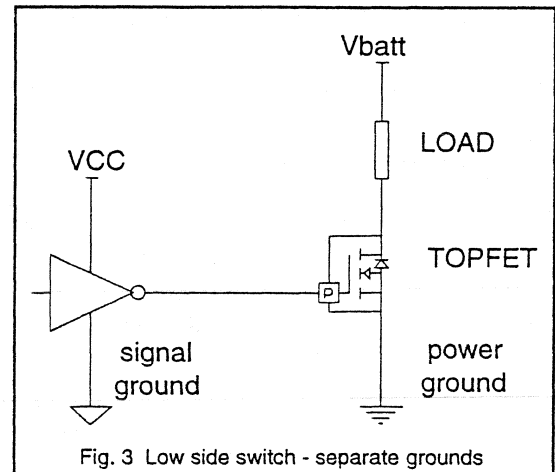 Vbatt
LOAD
VCC
TOPFET
P
signal
ground
power
ground
Fig. 3 Low side switch - separate grounds